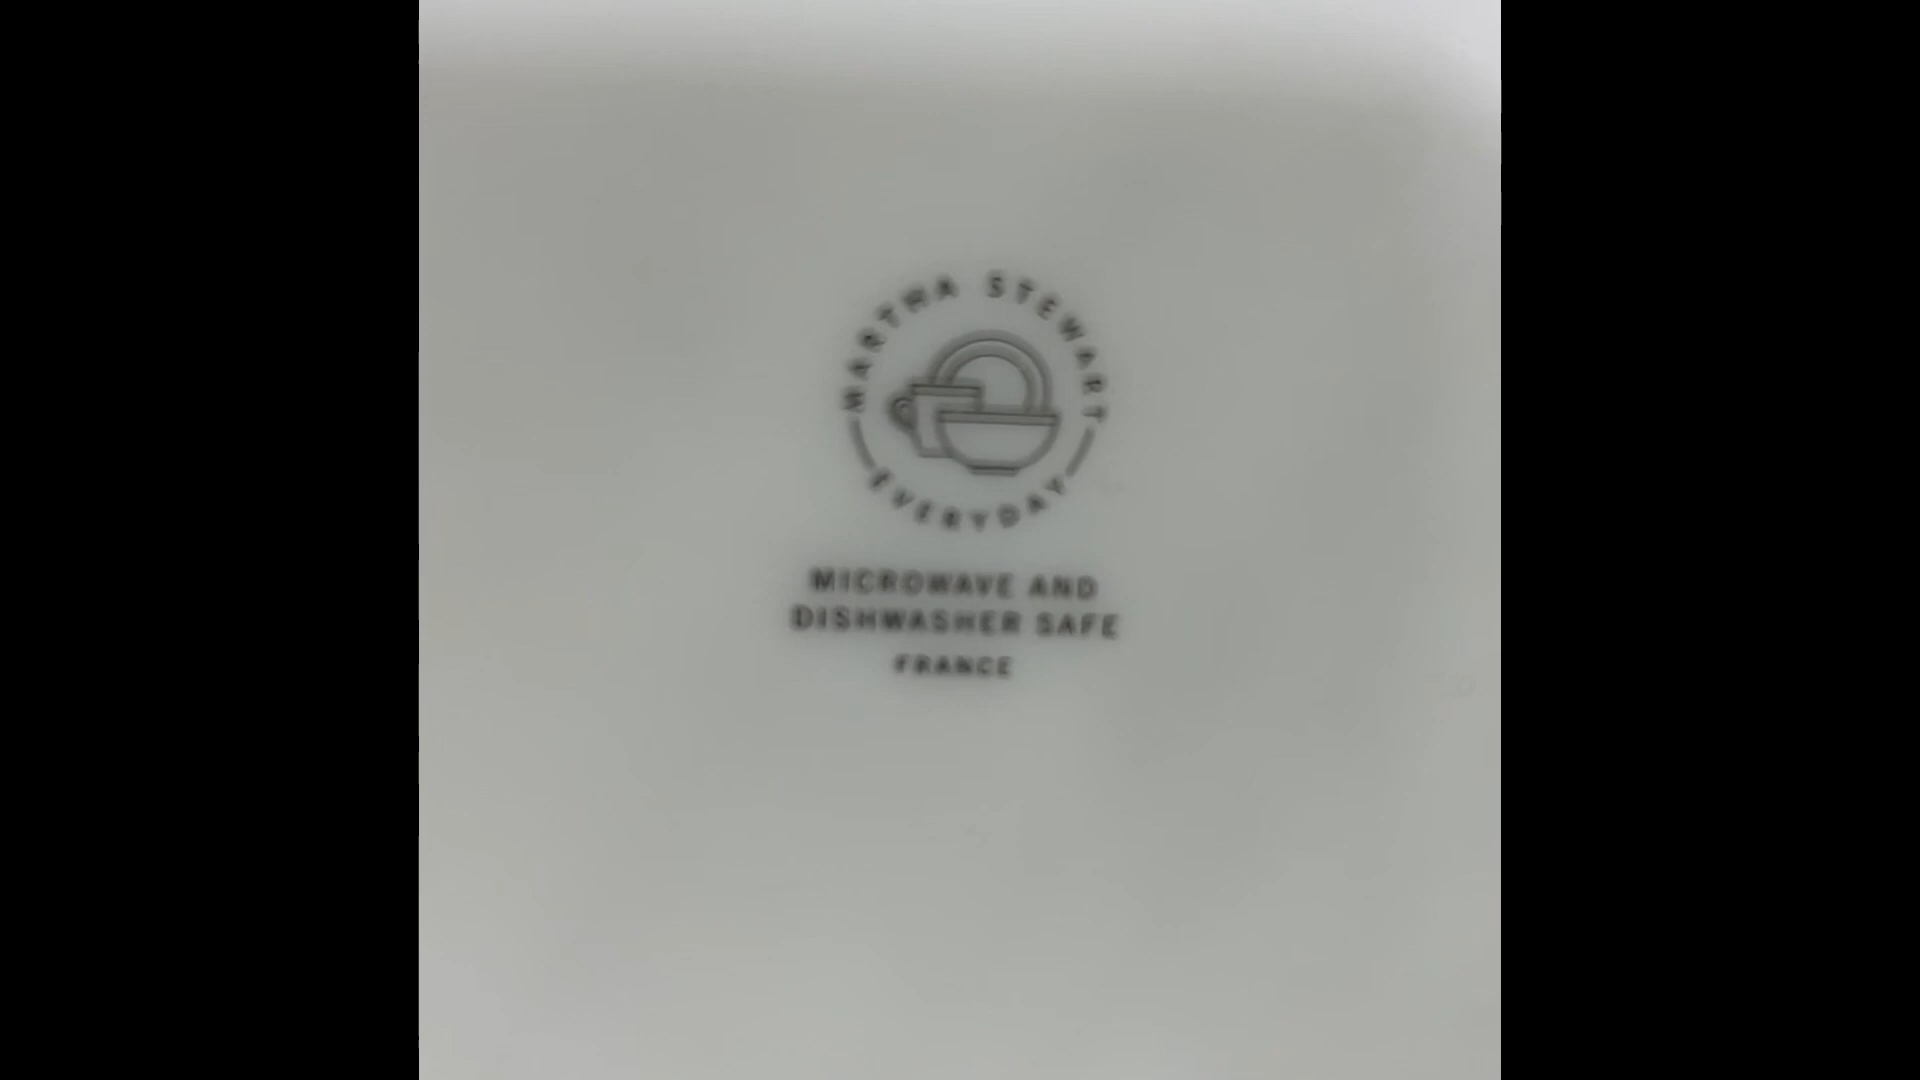 MARTHA STEWART
EVERYDAY
MICROWAVE AND
DISHWASHER SAFE
FRANCE